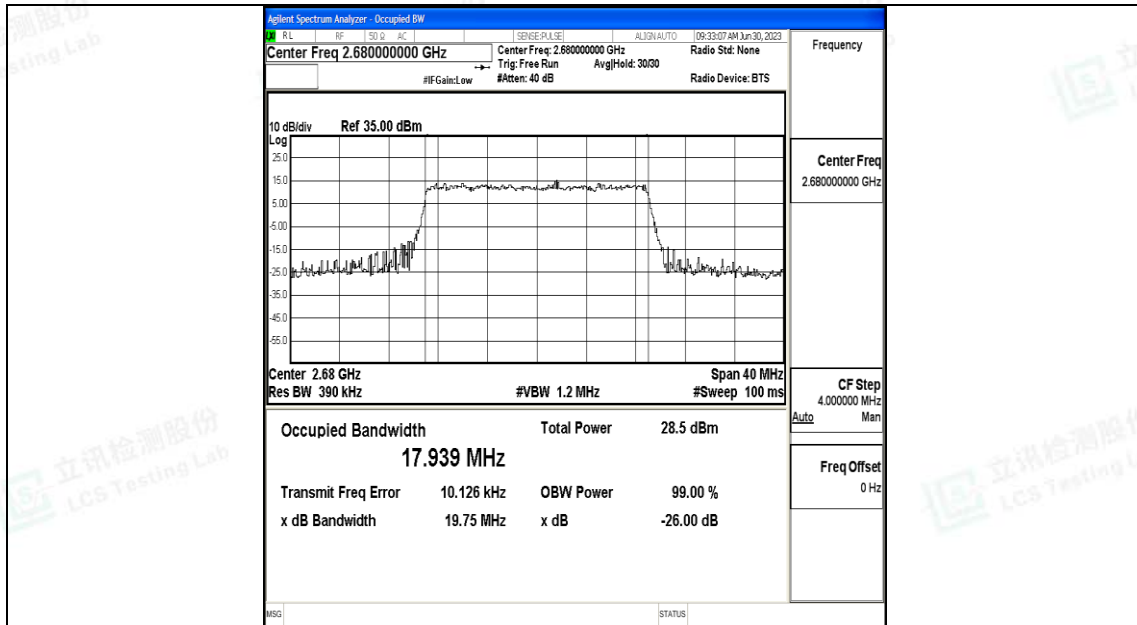 Agilent Spectrum Analyzer - Occupied BW
LXI RL RF 50 Ω AC SENSE:PULSE ALIGNAUTO 09:33:07 AM Jun 30, 2023
Center Freq 2.680000000 GHz
Center Freq: 2.680000000 GHz Radio Std: None
Trig: Free Run Avg|Hold: 30/30
#IFGain:Low #Atten: 40 dB Radio Device: BTS
10 dB/div Ref 35.00 dBm
Log
25.0
15.0
5.00
-5.00
-15.0
-25.0
-35.0
-45.0
-55.0
Center 2.68 GHz Span 40 MHz
Res BW 390 kHz #VBW 1.2 MHz #Sweep 100 ms
Occupied Bandwidth Total Power 28.5 dBm
17.939 MHz
Transmit Freq Error 10.126 kHz OBW Power 99.00 %
x dB Bandwidth 19.75 MHz x dB -26.00 dB
MSG STATUS
Frequency
Center Freq
2.680000000 GHz
CF Step
4.000000 MHz
Auto Man
Freq Offset
0 Hz
立讯检测股份
LCS Testing Lab
立讯检测股份
LCS Testing L